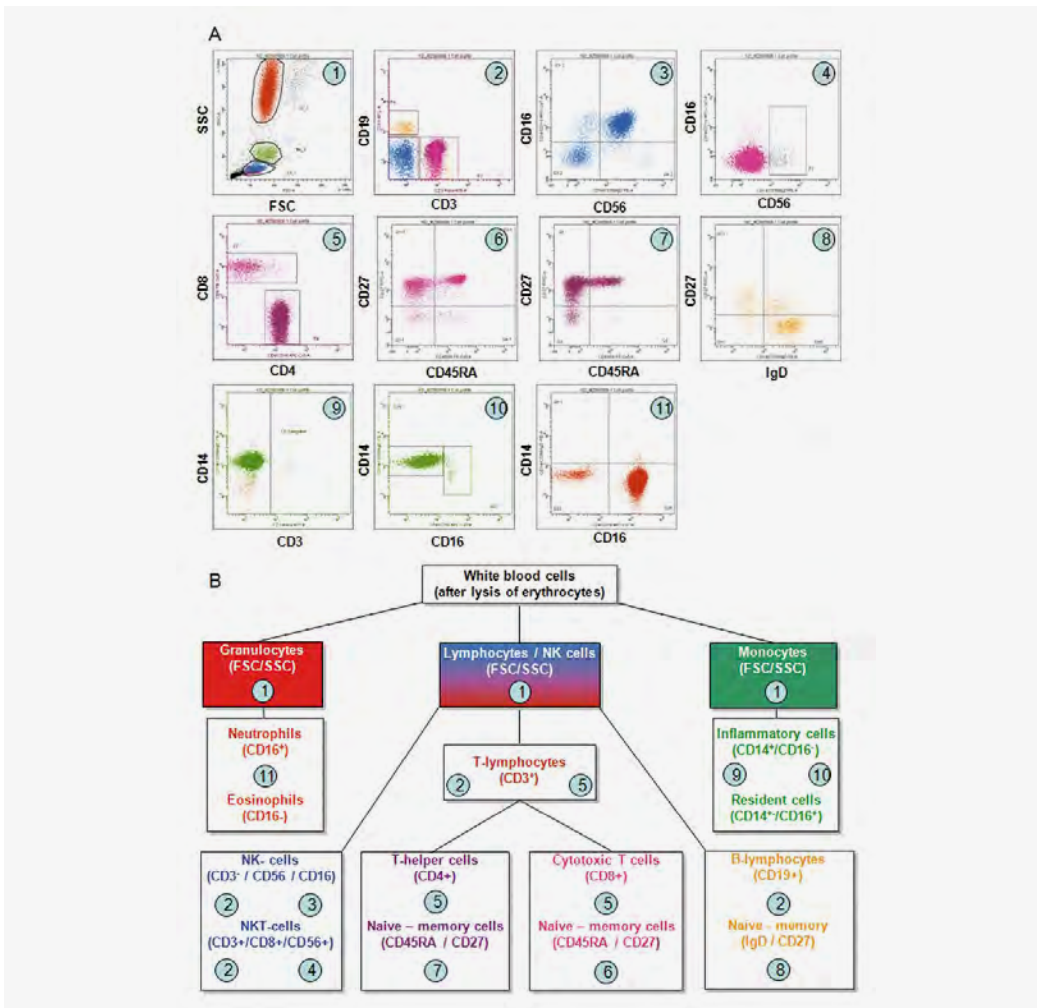 A
1
SSC
FSC
2
CD19
CD3
3
CD16
CD56
4
CD16
CD56
5
CD8
CD4
6
CD27
CD45RA
7
CD27
CD45RA
8
CD27
IgD
9
CD14
CD3
10
CD14
CD16
11
CD14
CD16
B
White blood cells
(after lysis of erythrocytes)
Granulocytes
(FSC/SSC)
1
Lymphocytes / NK cells
(FSC/SSC)
1
Monocytes
(FSC/SSC)
1
Neutrophils
(CD16⁺)
11
Eosinophils
(CD16-)
T-lymphocytes
(CD3⁺)
2 5
Inflammatory cells
(CD14⁺/CD16⁻)
9 10
Resident cells
(CD14⁺⁻/CD16⁺)
NK- cells
(CD3⁻ / CD56 / CD16)
2 3
NKT-cells
(CD3+/CD8+/CD56+)
2 4
T-helper cells
(CD4+)
5
Naive – memory cells
(CD45RA / CD27)
7
Cytotoxic T cells
(CD8+)
5
Naive – memory cells
(CD45RA / CD27)
6
B-lymphocytes
(CD19+)
2
Naive - memory
(IgD / CD27)
8